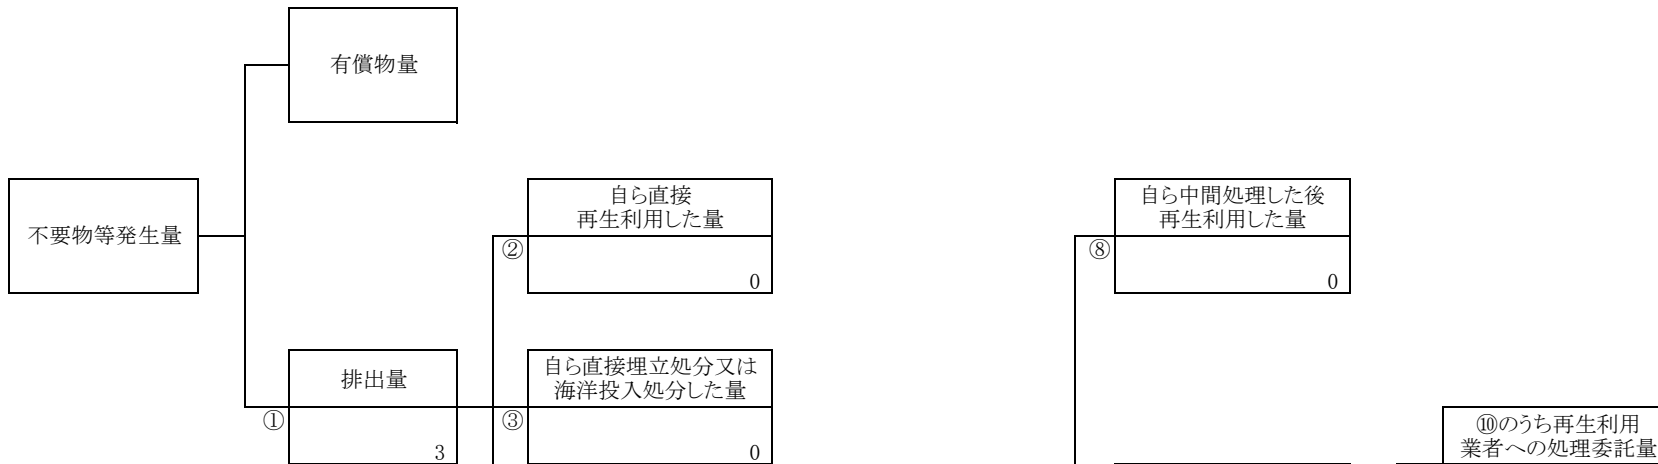 有償物量
不要物等発生量
自ら直接
再生利用した量
②
0
自ら中間処理した後
再生利用した量
⑧
0
排出量
①
3
自ら直接埋立処分又は
海洋投入処分した量
③
0
⑩のうち再生利用
業者への処理委託量